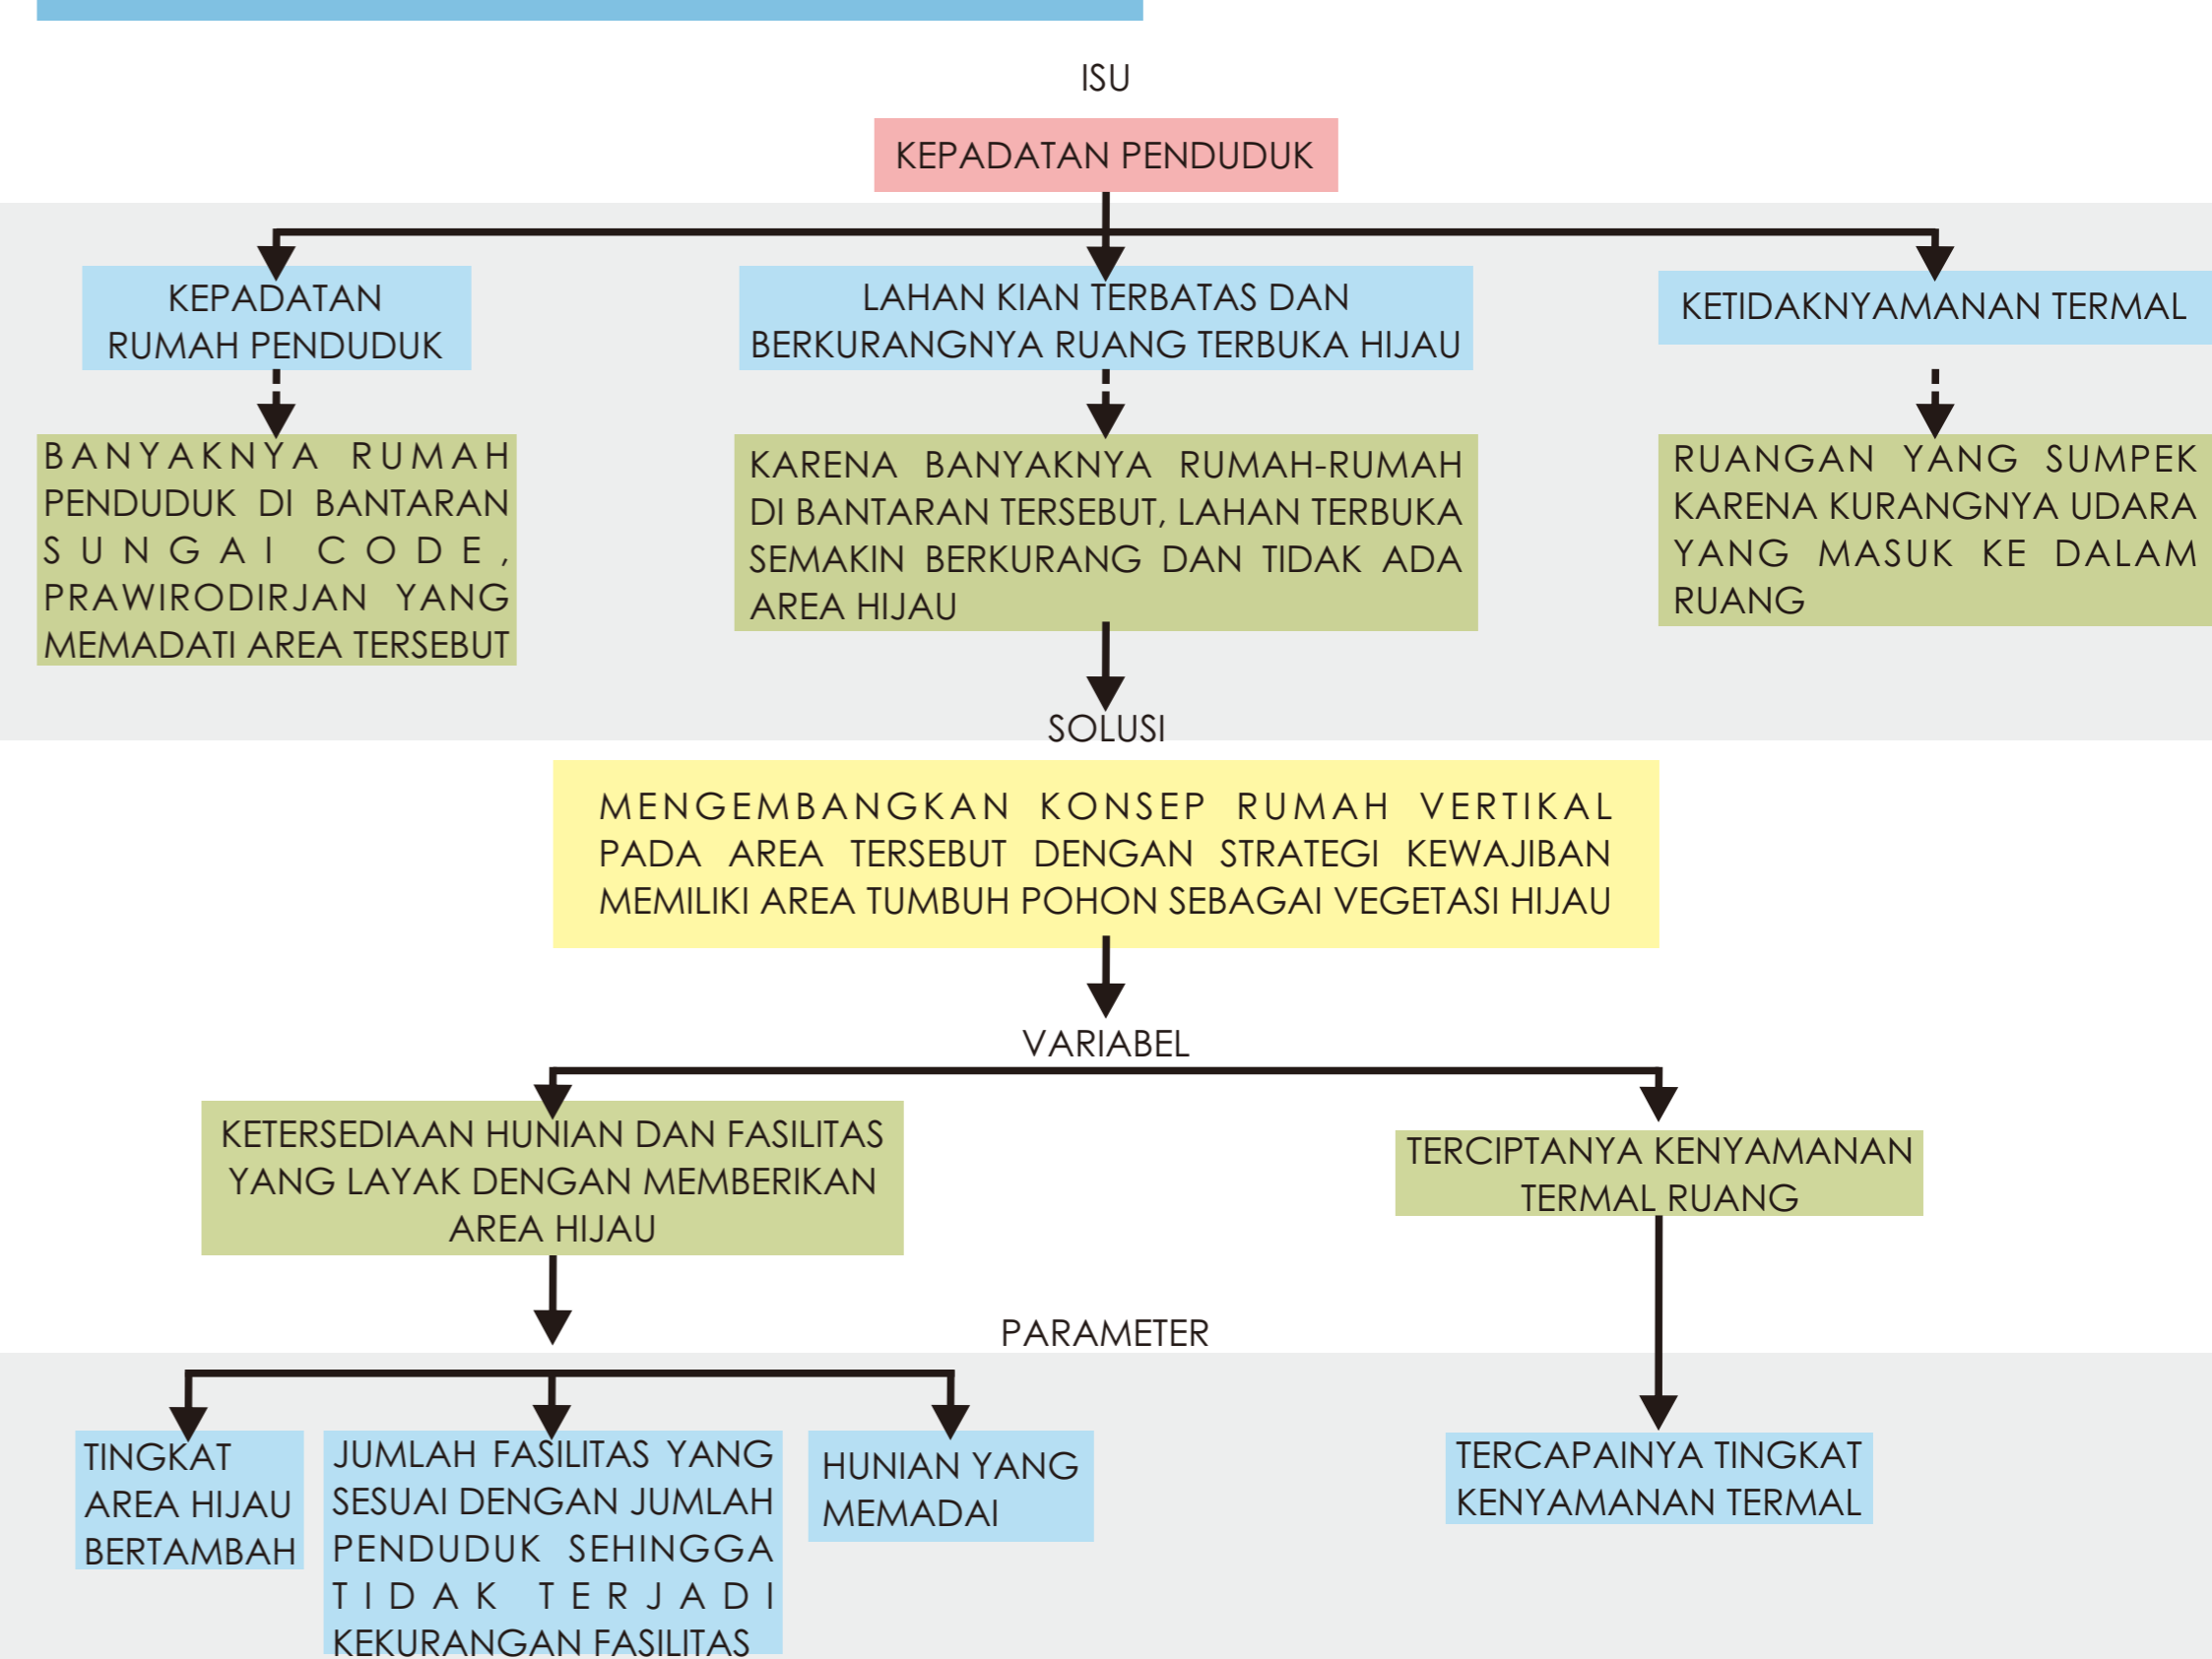 ISU
KEPADATAN PENDUDUK
KEPADATAN
RUMAH PENDUDUK
LAHAN KIAN TERBATAS DAN
BERKURANGNYA RUANG TERBUKA HIJAU
KETIDAKNYAMANAN TERMAL
BANYAKNYA RUMAH
PENDUDUK DI BANTARAN
SUNGAI CODE,
PRAWIRODIRJAN YANG
MEMADATI AREA TERSEBUT
KARENA BANYAKNYA RUMAH-RUMAH
DI BANTARAN TERSEBUT, LAHAN TERBUKA
SEMAKIN BERKURANG DAN TIDAK ADA
AREA HIJAU
RUANGAN YANG SUMPEK
KARENA KURANGNYA UDARA
YANG MASUK KE DALAM
RUANG
SOLUSI
MENGEMBANGKAN KONSEP RUMAH VERTIKAL
PADA AREA TERSEBUT DENGAN STRATEGI KEWAJIBAN
MEMILIKI AREA TUMBUH POHON SEBAGAI VEGETASI HIJAU
VARIABEL
KETERSEDIAAN HUNIAN DAN FASILITAS
YANG LAYAK DENGAN MEMBERIKAN
AREA HIJAU
TERCIPTANYA KENYAMANAN
TERMAL RUANG
PARAMETER
TINGKAT
AREA HIJAU
BERTAMBAH
JUMLAH FASILITAS YANG
SESUAI DENGAN JUMLAH
PENDUDUK SEHINGGA
TIDAK TERJADI
KEKURANGAN FASILITAS
HUNIAN YANG
MEMADAI
TERCAPAINYA TINGKAT
KENYAMANAN TERMAL